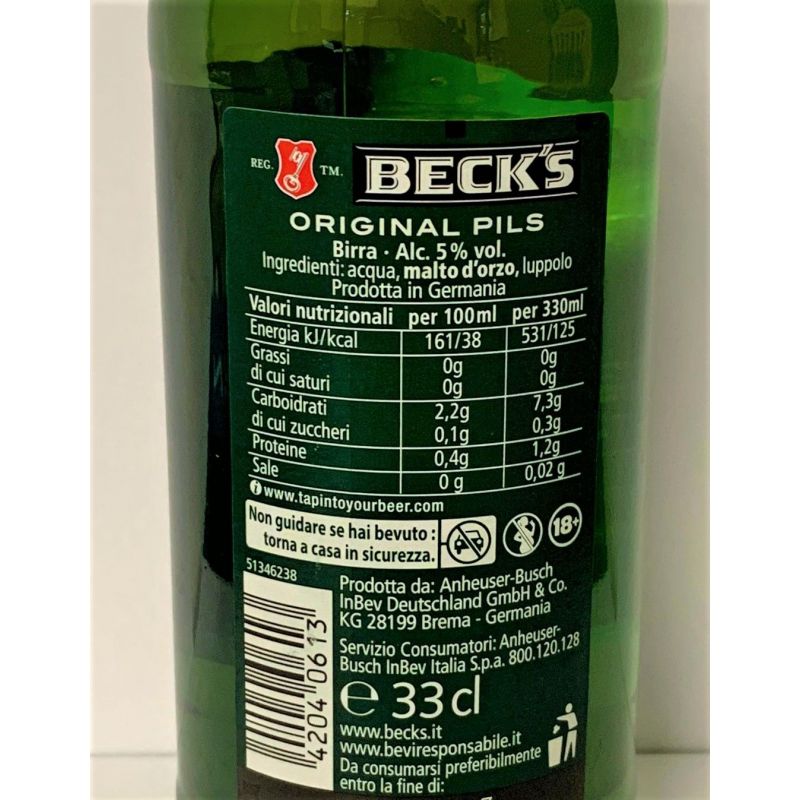 REG. TM. BECK'S
ORIGINAL PILS
Birra · Alc. 5% vol.
Ingredienti: acqua, malto d'orzo, luppolo
Prodotta in Germania
Valori nutrizionali per 100ml per 330ml
Energia kJ/kcal 161/38 531/125
Grassi 0g 0g
di cui saturi 0g 0g
Carboidrati 2,2g 7,3g
di cui zuccheri 0,1g 0,3g
Proteine 0,4g 1,2g
Sale 0 g 0,02 g
i www.tapintoyourbeer.com
Non guidare se hai bevuto :
torna a casa in sicurezza.
18+
51346238
4204 0613
Prodotta da: Anheuser-Busch
InBev Deutschland GmbH & Co.
KG 28199 Brema - Germania
Servizio Consumatori: Anheuser-
Busch InBev Italia S.p.a. 800.120.128
e 33 cl
www.becks.it
www.beviresponsabile.it
Da consumarsi preferibilmente
entro la fine di: